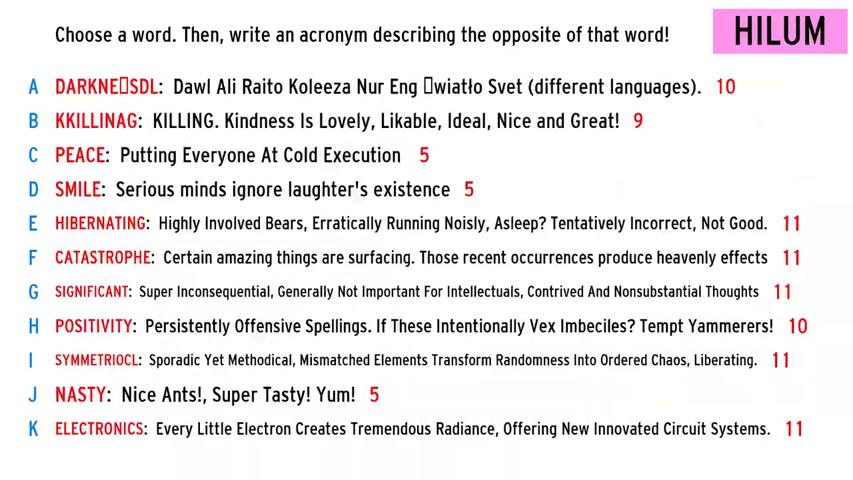 Choose a word. Then, write an acronym describing the opposite of that word!
HILUM
A DARKNE▯SDL: Dawl Ali Raito Koleeza Nur Eng ▯wiatło Svet (different languages). 10
B KKILLINAG: KILLING. Kindness Is Lovely, Likable, Ideal, Nice and Great! 9
C PEACE: Putting Everyone At Cold Execution 5
D SMILE: Serious minds ignore laughter's existence 5
E HIBERNATING: Highly Involved Bears, Erratically Running Noisly, Asleep? Tentatively Incorrect, Not Good. 11
F CATASTROPHE: Certain amazing things are surfacing. Those recent occurrences produce heavenly effects 11
G SIGNIFICANT: Super Inconsequential, Generally Not Important For Intellectuals, Contrived And Nonsubstantial Thoughts 11
H POSITIVITY: Persistently Offensive Spellings. If These Intentionally Vex Imbeciles? Tempt Yammerers! 10
I SYMMETRIOCL: Sporadic Yet Methodical, Mismatched Elements Transform Randomness Into Ordered Chaos, Liberating. 11
J NASTY: Nice Ants!, Super Tasty! Yum! 5
K ELECTRONICS: Every Little Electron Creates Tremendous Radiance, Offering New Innovated Circuit Systems. 11